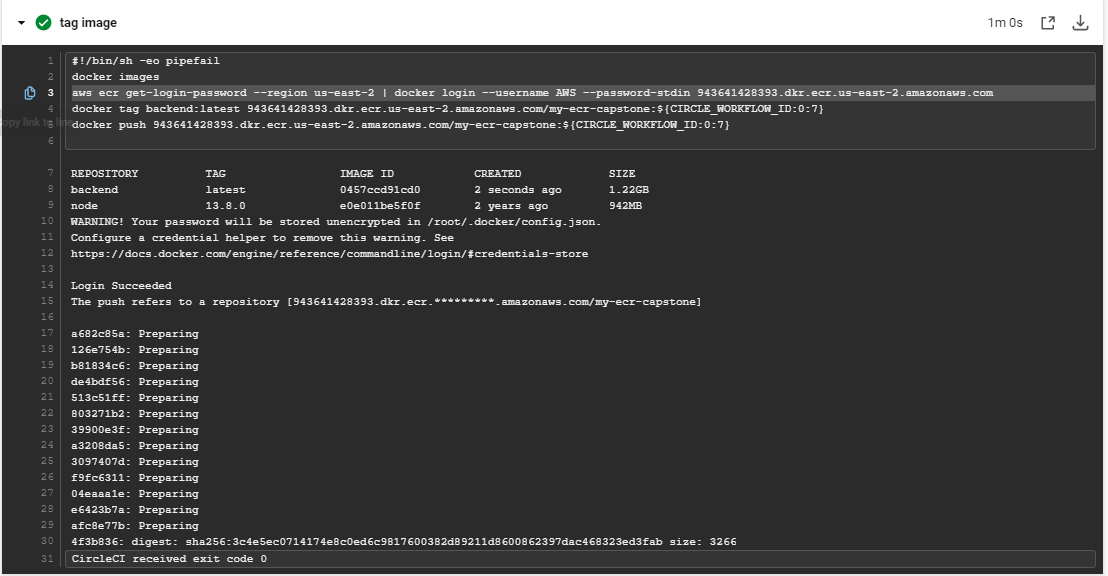 tag image
1m 0s
1 #!/bin/sh -eo pipefail
2 docker images
3 aws ecr get-login-password --region us-east-2 | docker login --username AWS --password-stdin 943641428393.dkr.ecr.us-east-2.amazonaws.com
4 docker tag backend:latest 943641428393.dkr.ecr.us-east-2.amazonaws.com/my-ecr-capstone:${CIRCLE_WORKFLOW_ID:0:7}
opy link to line
5 docker push 943641428393.dkr.ecr.us-east-2.amazonaws.com/my-ecr-capstone:${CIRCLE_WORKFLOW_ID:0:7}
6
7 REPOSITORY TAG IMAGE ID CREATED SIZE
8 backend latest 0457ccd91cd0 2 seconds ago 1.22GB
9 node 13.8.0 e0e011be5f0f 2 years ago 942MB
10 WARNING! Your password will be stored unencrypted in /root/.docker/config.json.
11 Configure a credential helper to remove this warning. See
12 https://docs.docker.com/engine/reference/commandline/login/#credentials-store
13
14 Login Succeeded
15 The push refers to a repository [943641428393.dkr.ecr.*********.amazonaws.com/my-ecr-capstone]
16
17 a682c85a: Preparing
18 126e754b: Preparing
19 b81834c6: Preparing
20 de4bdf56: Preparing
21 513c51ff: Preparing
22 803271b2: Preparing
23 39900e3f: Preparing
24 a3208da5: Preparing
25 3097407d: Preparing
26 f9fc6311: Preparing
27 04eaaa1e: Preparing
28 e6423b7a: Preparing
29 afc8e77b: Preparing
30 4f3b836: digest: sha256:3c4e5ec0714174e8c0ed6c9817600382d89211d8600862397dac468323ed3fab size: 3266
31 CircleCI received exit code 0